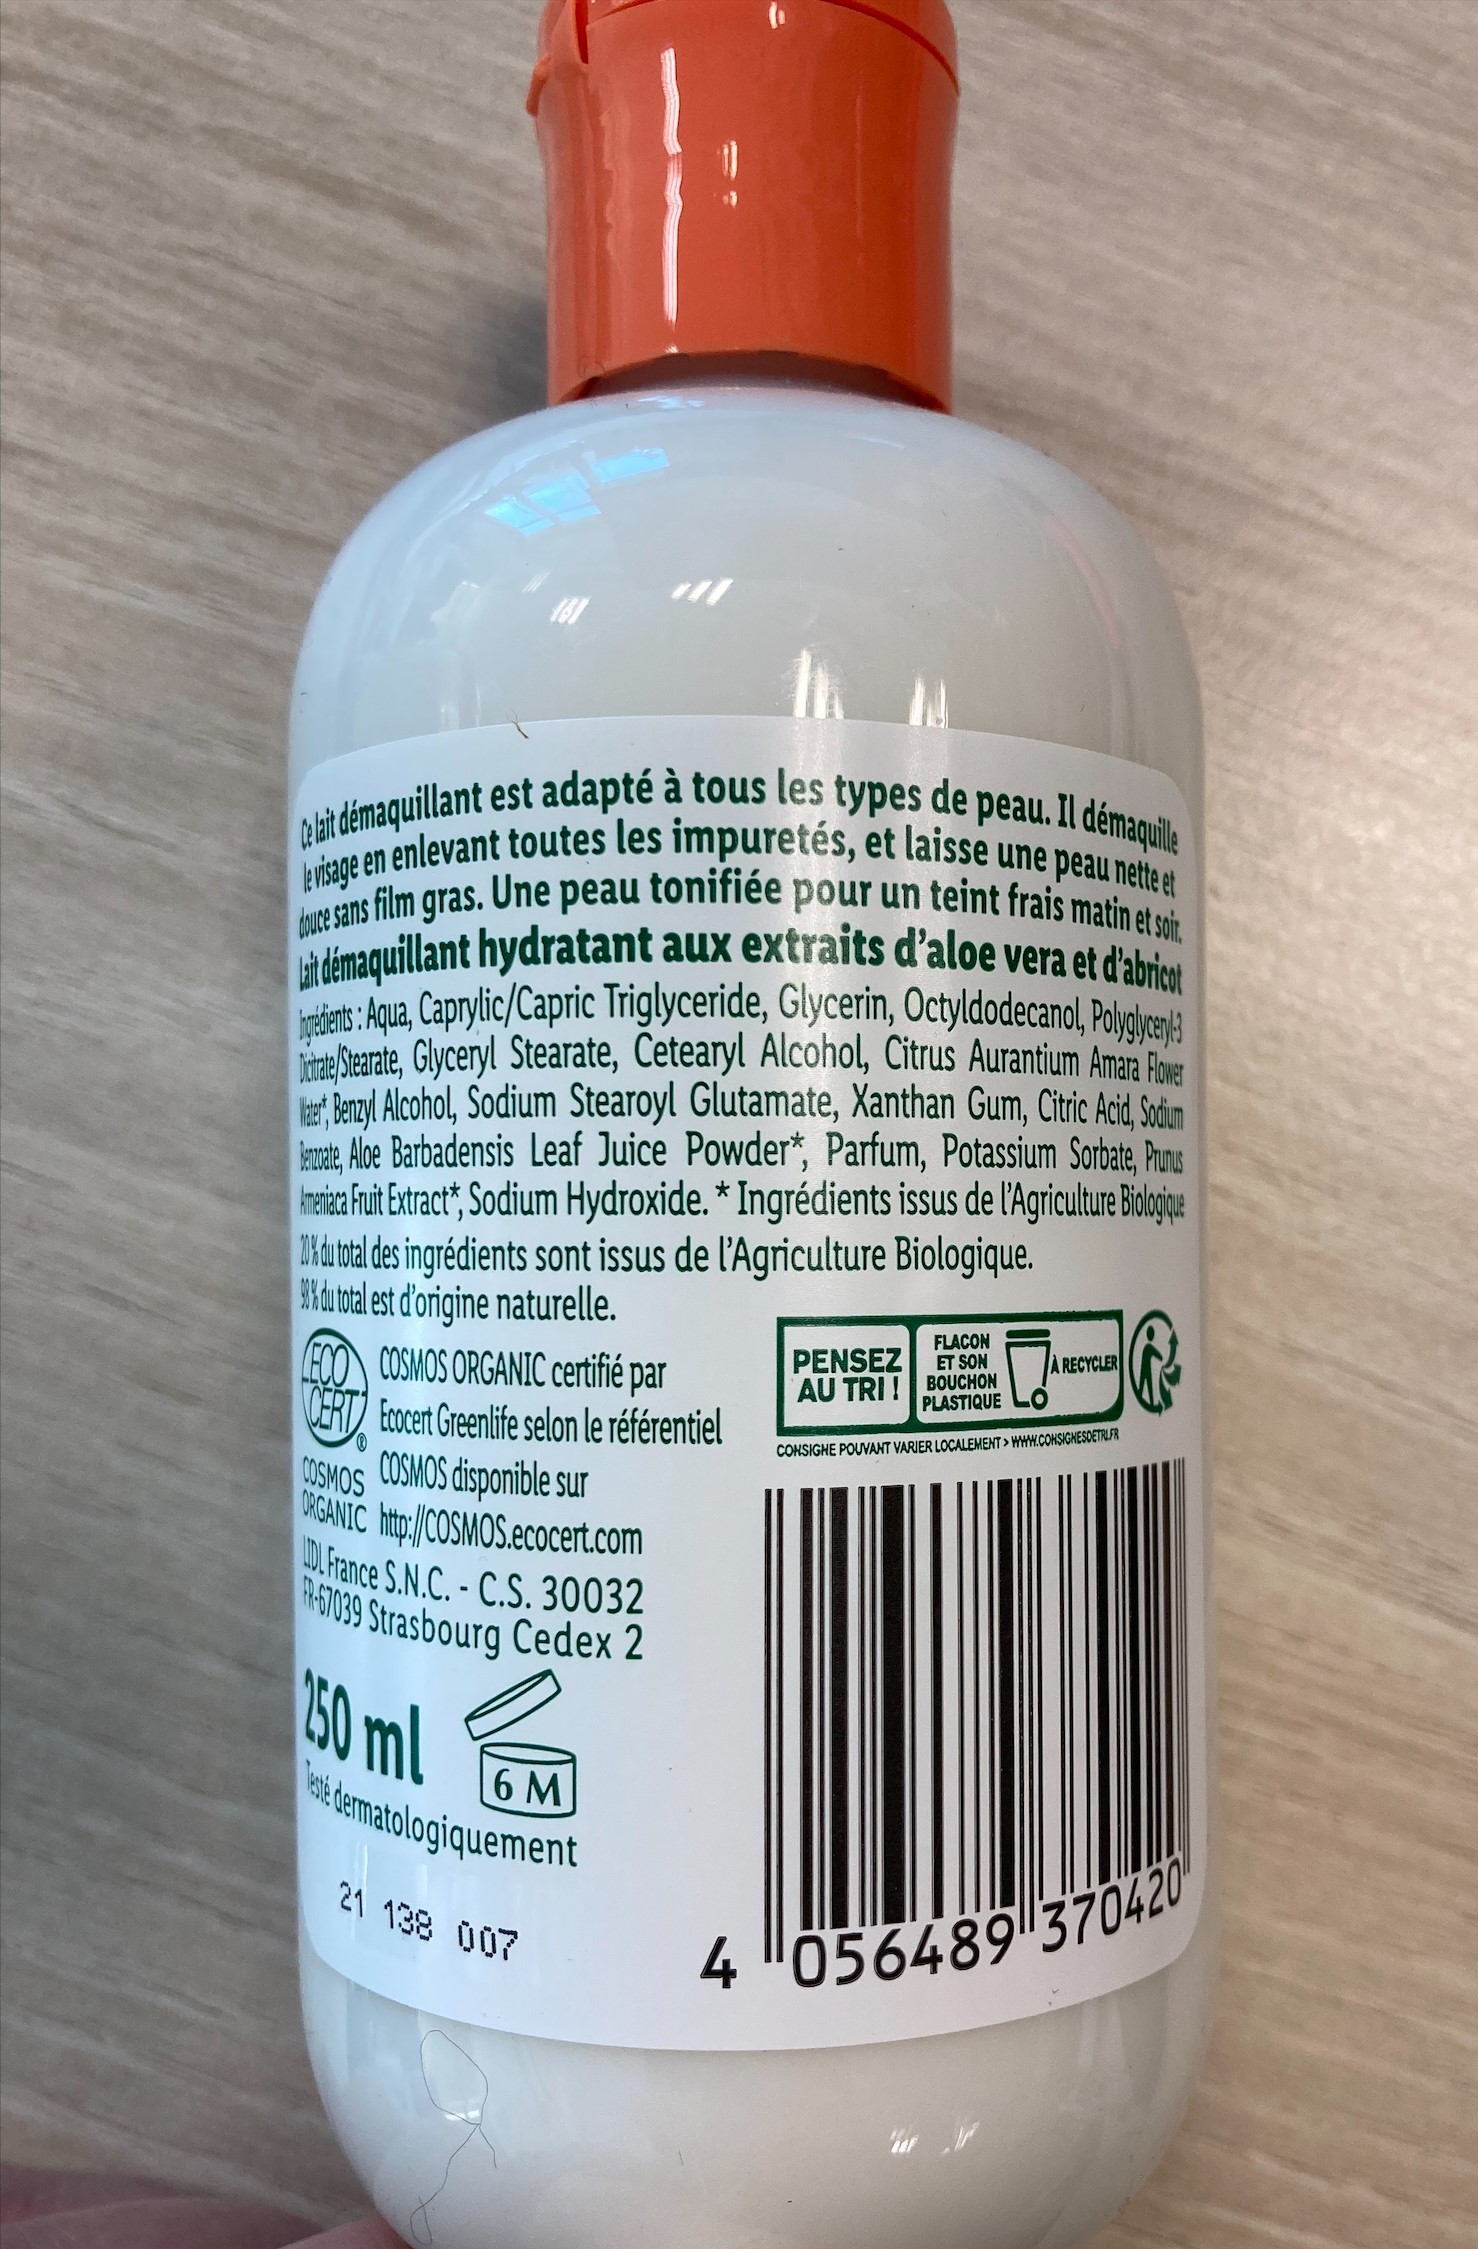 Ce lait démaquillant est adapté à tous les types de peau. Il démaquille
le visage en enlevant toutes les impuretés, et laisse une peau nette et
douce sans film gras. Une peau tonifiée pour un teint frais matin et soir.
Lait démaquillant hydratant aux extraits d'aloe vera et d'abricot
Ingrédients : Aqua, Caprylic/Capric Triglyceride, Glycerin, Octyldodecanol, Polyglyceryl-3
Dicitrate/Stearate, Glyceryl Stearate, Cetearyl Alcohol, Citrus Aurantium Amara Flower
Water*, Benzyl Alcohol, Sodium Stearoyl Glutamate, Xanthan Gum, Citric Acid, Sodium
Benzoate, Aloe Barbadensis Leaf Juice Powder*, Parfum, Potassium Sorbate, Prunus
Armeniaca Fruit Extract*, Sodium Hydroxide. * Ingrédients issus de l'Agriculture Biologique
20% du total des ingrédients sont issus de l'Agriculture Biologique.
98% du total est d'origine naturelle.
ECO
CERT
®
COSMOS
ORGANIC
COSMOS ORGANIC certifié par
Ecocert Greenlife selon le référentiel
COSMOS disponible sur
http://COSMOS.ecocert.com
LIDL France S.N.C. - C.S. 30032
FR-67039 Strasbourg Cedex 2
250 ml
6 M
Testé dermatologiquement
21 138 007
PENSEZ
AU TRI !
FLACON
ET SON
BOUCHON
PLASTIQUE
À RECYCLER
CONSIGNE POUVANT VARIER LOCALEMENT > WWW.CONSIGNESDETRI.FR
4 056489 370420